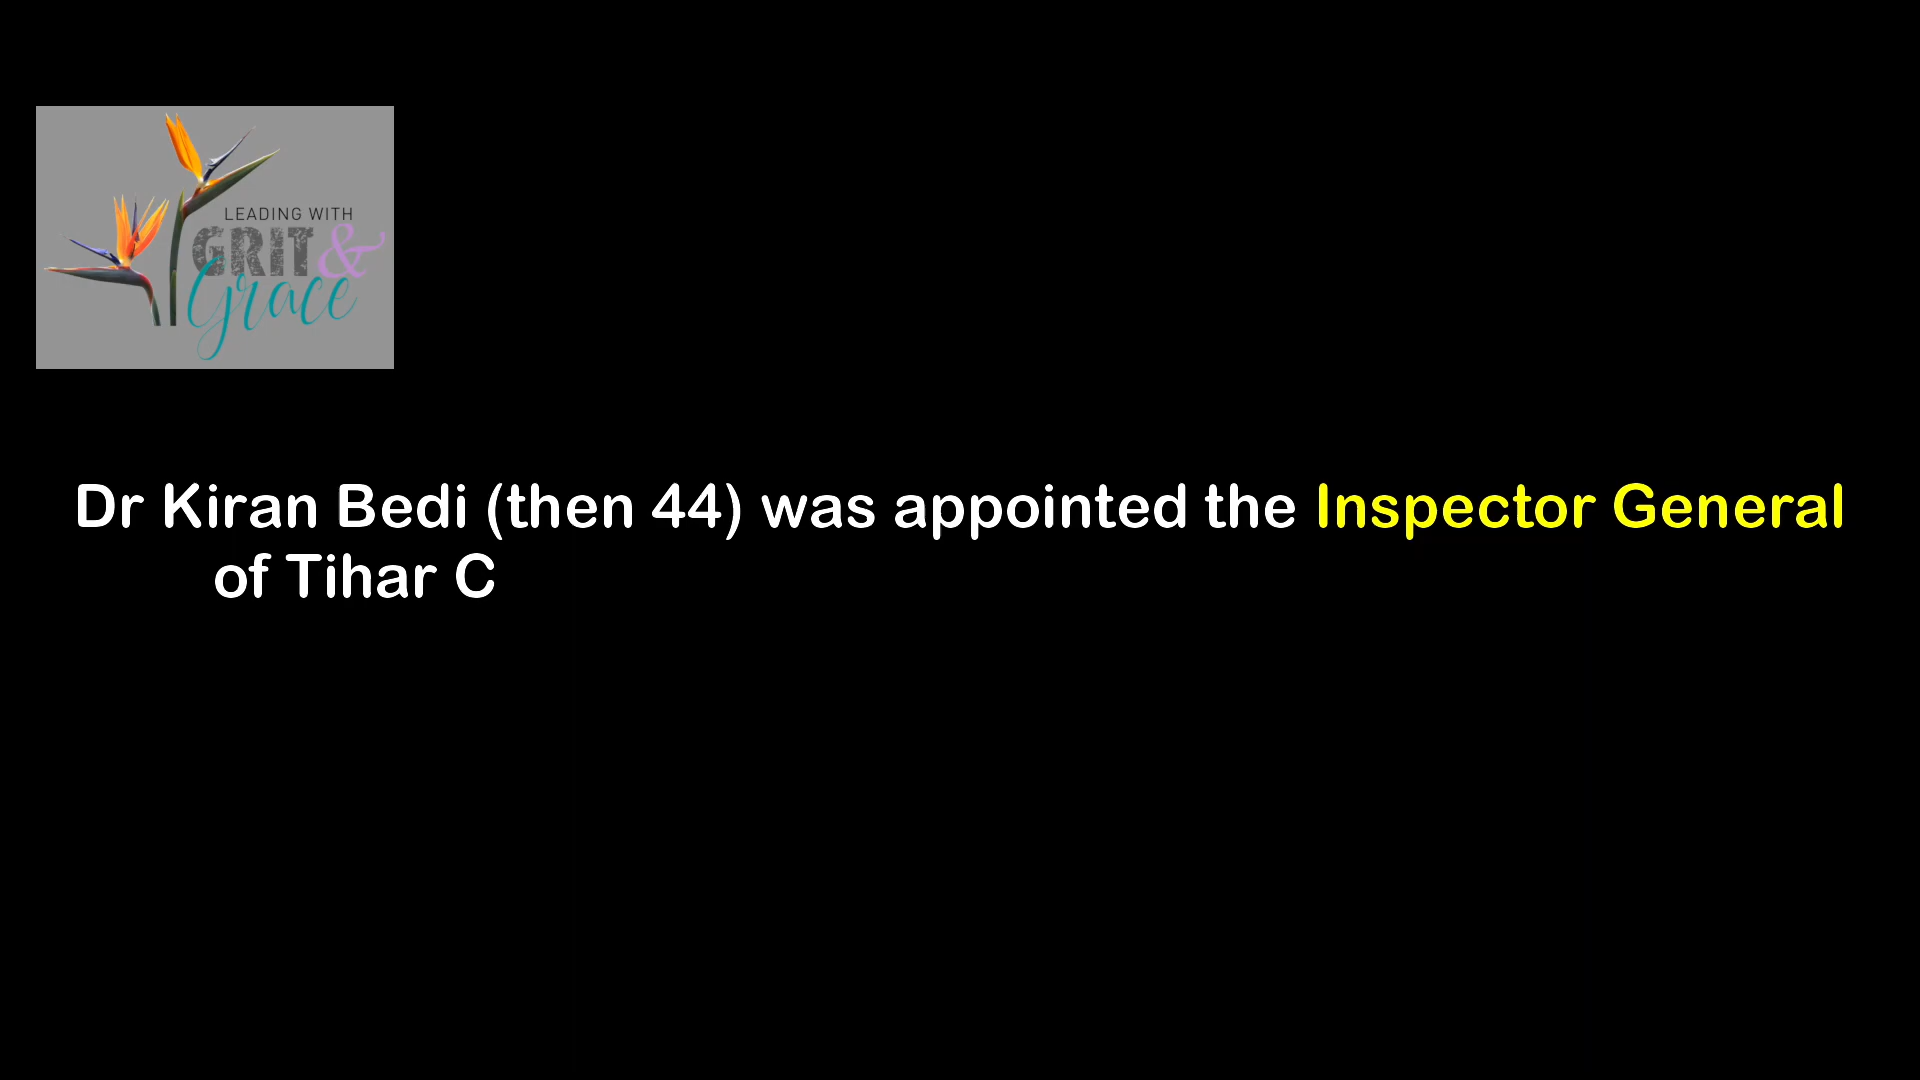 LEADING WITH
GRIT &
Grace
Dr Kiran Bedi (then 44) was appointed the Inspector General
of Tihar C